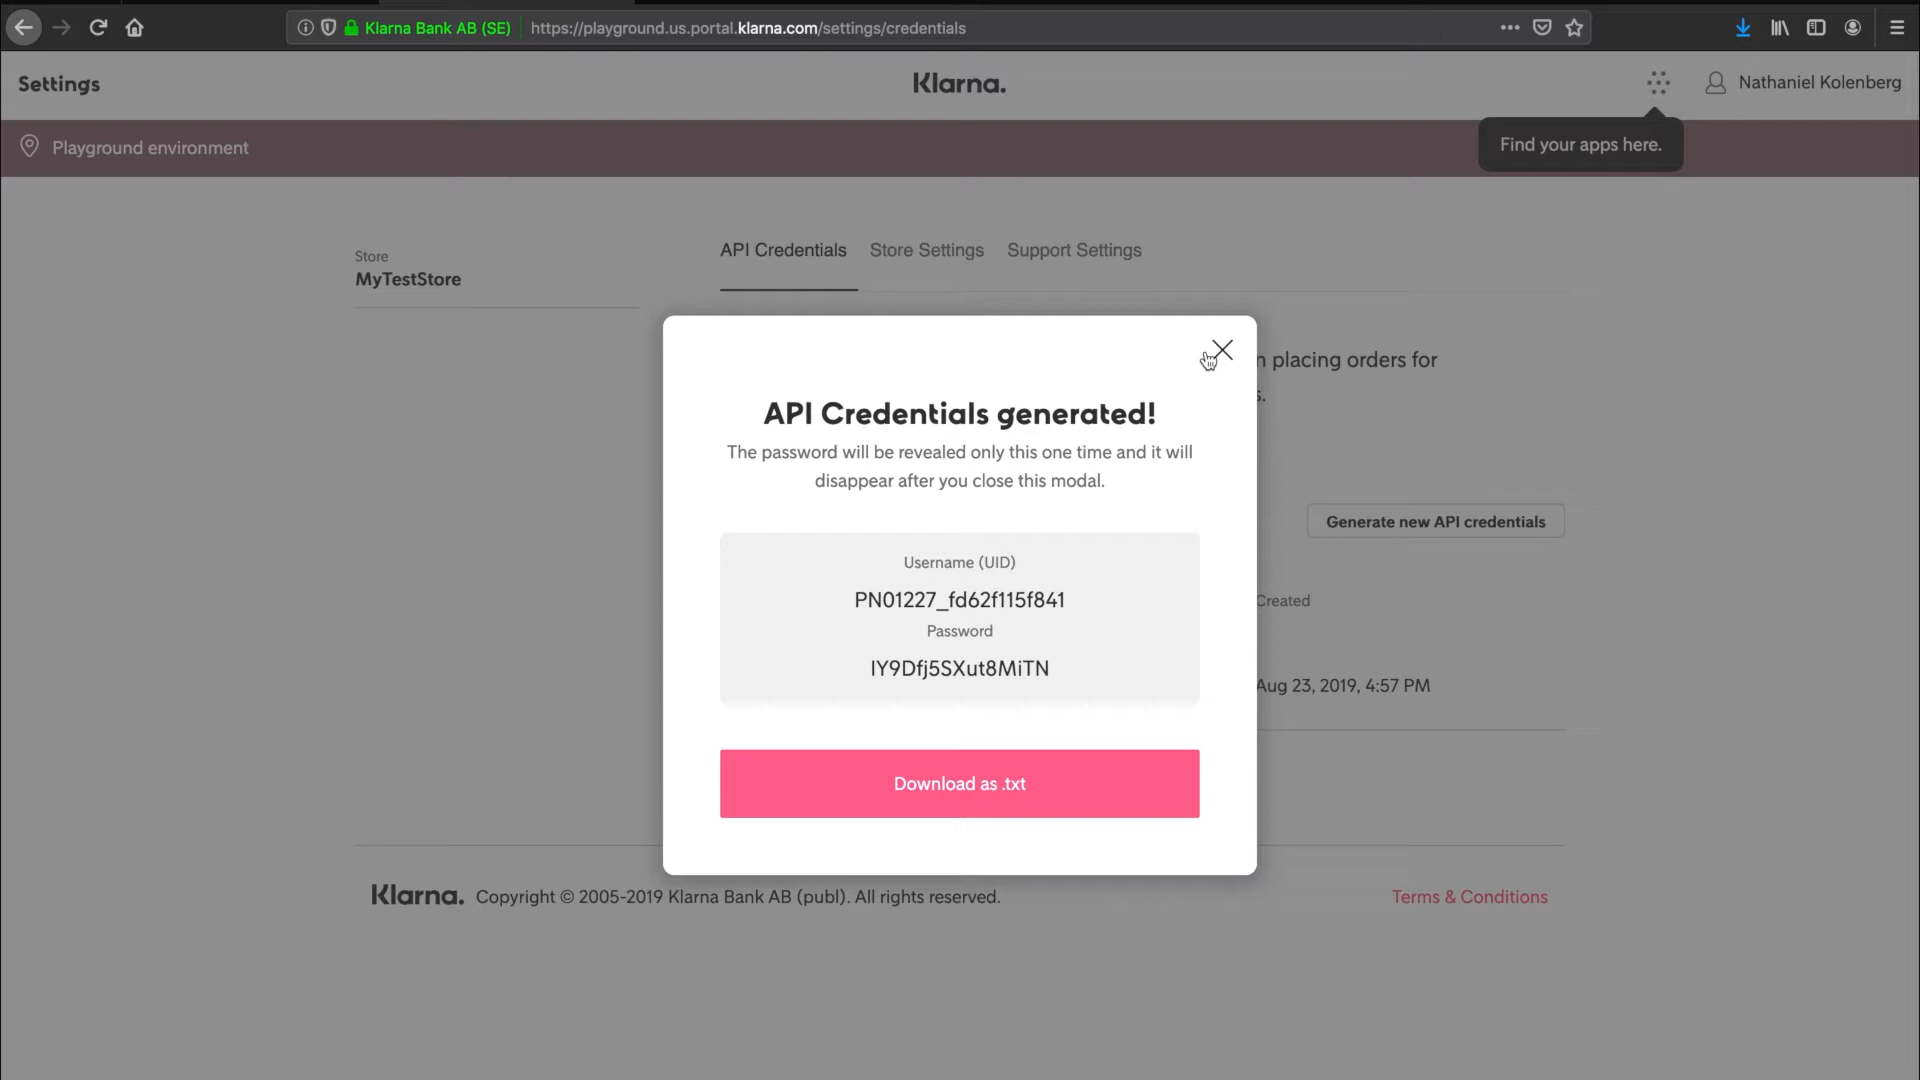 Klarna Bank AB (SE)
https://playground.us.portal.klarna.com/settings/credentials
Settings
Klarna.
Nathaniel Kolenberg
Playground environment
Find your apps here.
Store
MyTestStore
API Credentials
Store Settings
Support Settings
placing orders for
API Credentials generated!
The password will be revealed only this one time and it will
disappear after you close this modal.
Generate new API credentials
Username (UID)
PN01227_fd62f115f841
Created
Password
IY9Dfj5SXut8MiTN
Aug 23, 2019, 4:57 PM
Download as .txt
Klarna. Copyright © 2005-2019 Klarna Bank AB (publ). All rights reserved.
Terms & Conditions